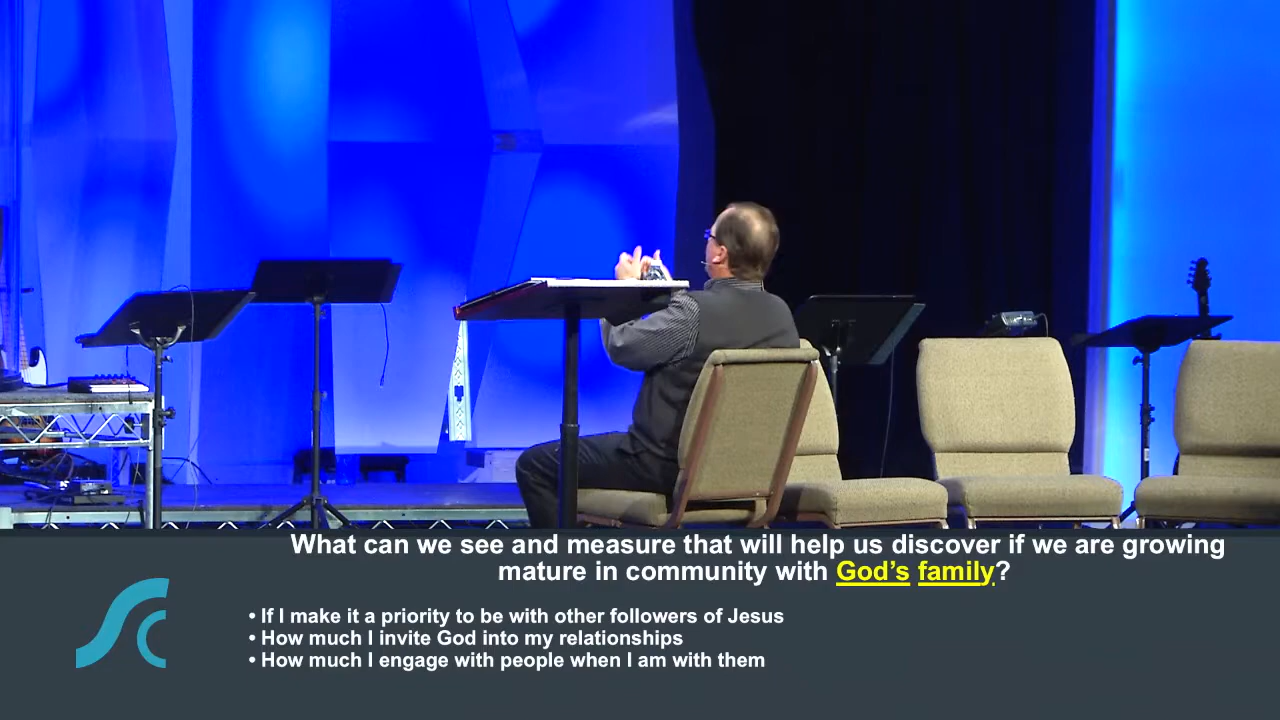 What can we see and measure that will help us discover if we are growing
mature in community with God’s family?
• If I make it a priority to be with other followers of Jesus
• How much I invite God into my relationships
• How much I engage with people when I am with them